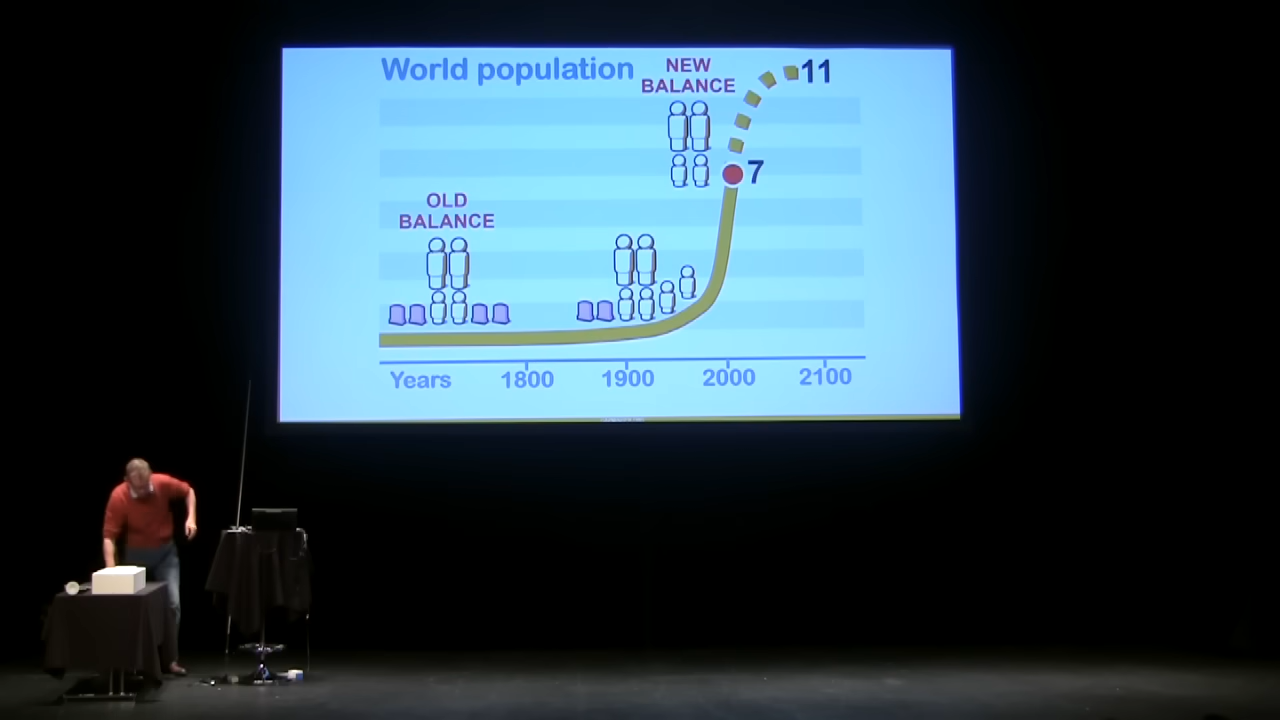 World population
NEW
BALANCE
11
7
OLD
BALANCE
Years 1800 1900 2000 2100